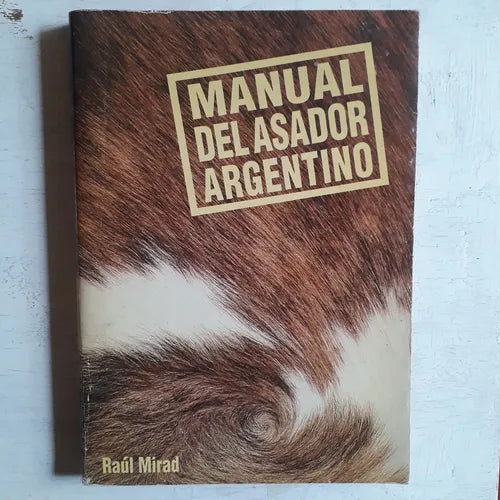 MANUAL
DEL ASADOR
ARGENTINO
Raúl Mirad